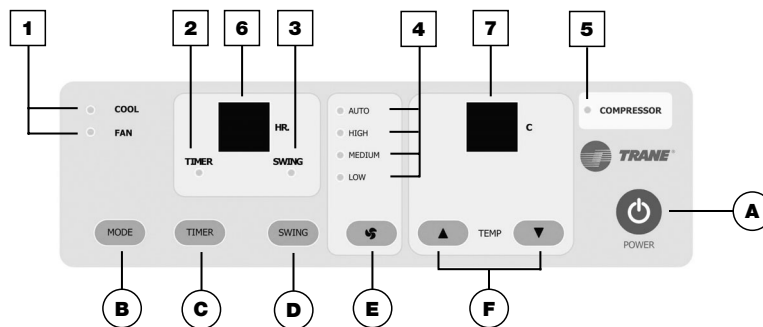 1
2
6
3
4
7
5
COOL
FAN
HR.
TIMER
SWING
AUTO
HIGH
MEDIUM
LOW
C
COMPRESSOR
TRANE®
MODE
TIMER
SWING
TEMP
POWER
A
B
C
D
E
F